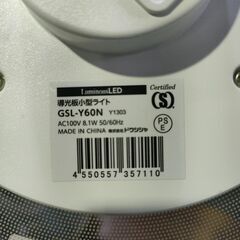 LuminousLED
Certified
S
導光板小型ライト
GSL-Y60N Y1303
AC100V 8.1W 50/60Hz
MADE IN CHINA 株式会社ドウシシャ
PS
E
4 550557 357110